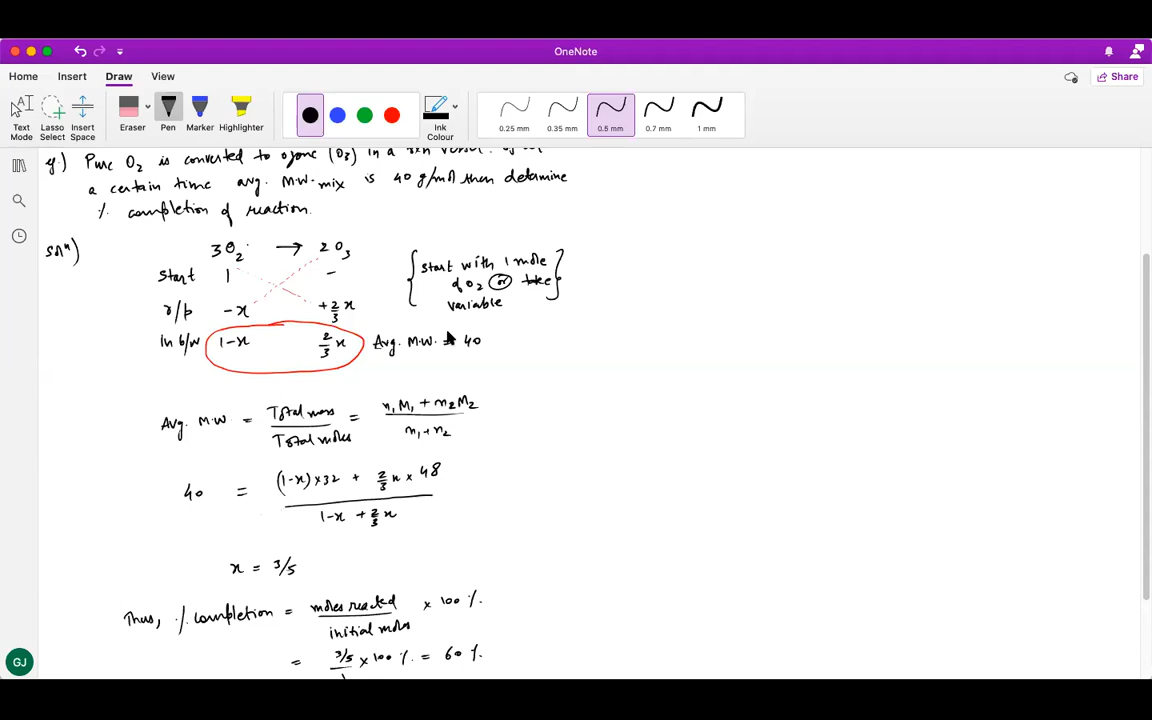 OneNote
Home Insert Draw View
Share
Text Mode
Lasso Select
Insert Space
Eraser
Pen
Marker
Highlighter
Ink Colour
0.25 mm
0.35 mm
0.5 mm
0.7 mm
1 mm
eg.) Pure O2 is converted to ozone (O3) in a rxn vessel.
a certain time avg. M.W.mix is 40 g/mol then determine
% completion of reaction.
Solⁿ) 3O2 → 2O3
start 1 -
{start with 1 mole
of O2 or take
variable}
r/p -x +2/3 x
In b/w 1-x 2/3 x Avg. M.W. = 40
Avg. M.W = Total mass / Total moles = n1M1 + n2M2 / n1+n2
40 = (1-x)×32 + 2/3 x × 48 / 1-x + 2/3 x
x = 3/5
Thus, % completion = moles reacted / initial moles × 100 %.
= 3/5 / 1 × 100 %. = 60 %.
GJ